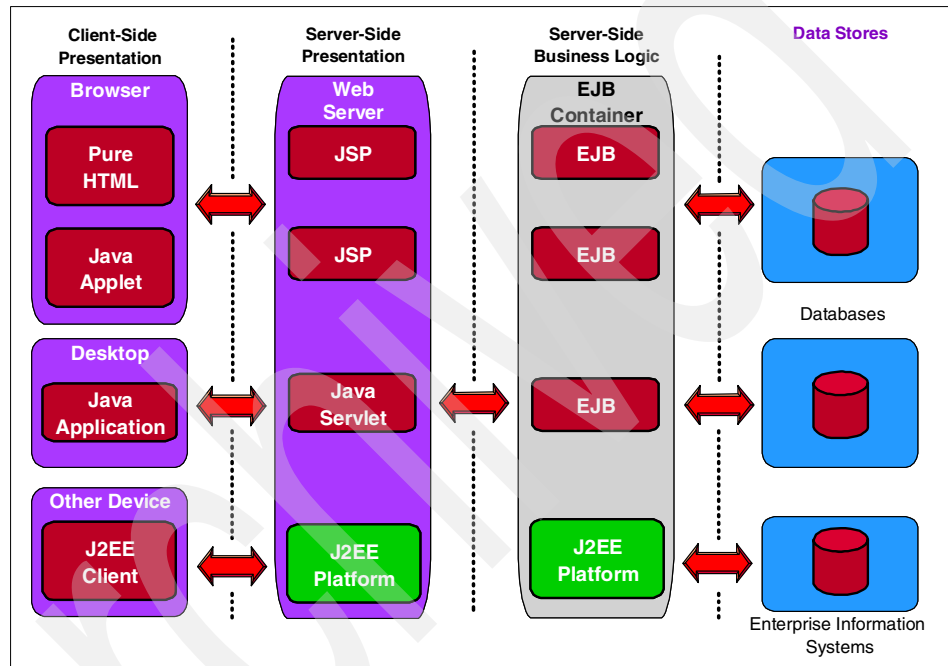 Client-Side
Presentation
Server-Side
Presentation
Server-Side
Business Logic
Data Stores
Browser
Pure
HTML
Java
Applet
Desktop
Java
Application
Other Device
J2EE
Client
Web
Server
JSP
JSP
Java
Servlet
J2EE
Platform
EJB
Container
EJB
EJB
EJB
J2EE
Platform
Databases
Enterprise Information
Systems